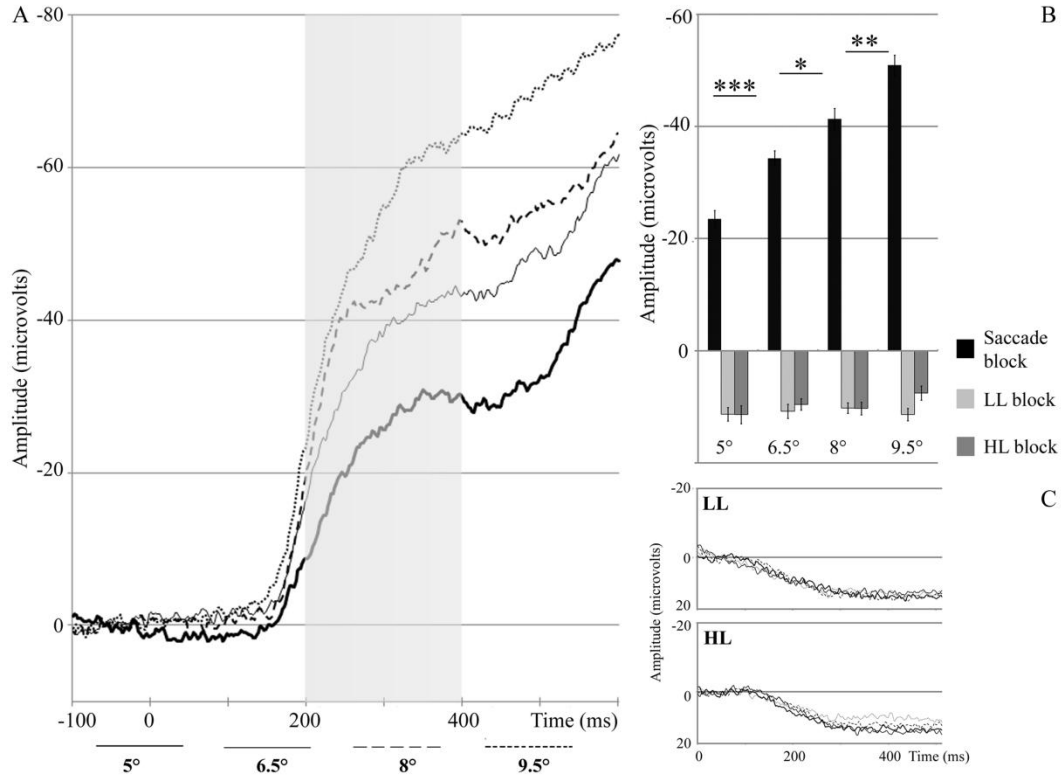 A
Amplitude (microvolts)
-80
-60
-40
-20
0
-100
0
200
400
Time (ms)
5°
6.5°
8°
9.5°
B
Amplitude (microvolts)
-60
-40
-20
0
***
*
**
5°
6.5°
8°
9.5°
Saccade
block
LL block
HL block
C
Amplitude (microvolts)
-20
LL
0
20
-20
HL
0
20
0
200
400
Time (ms)